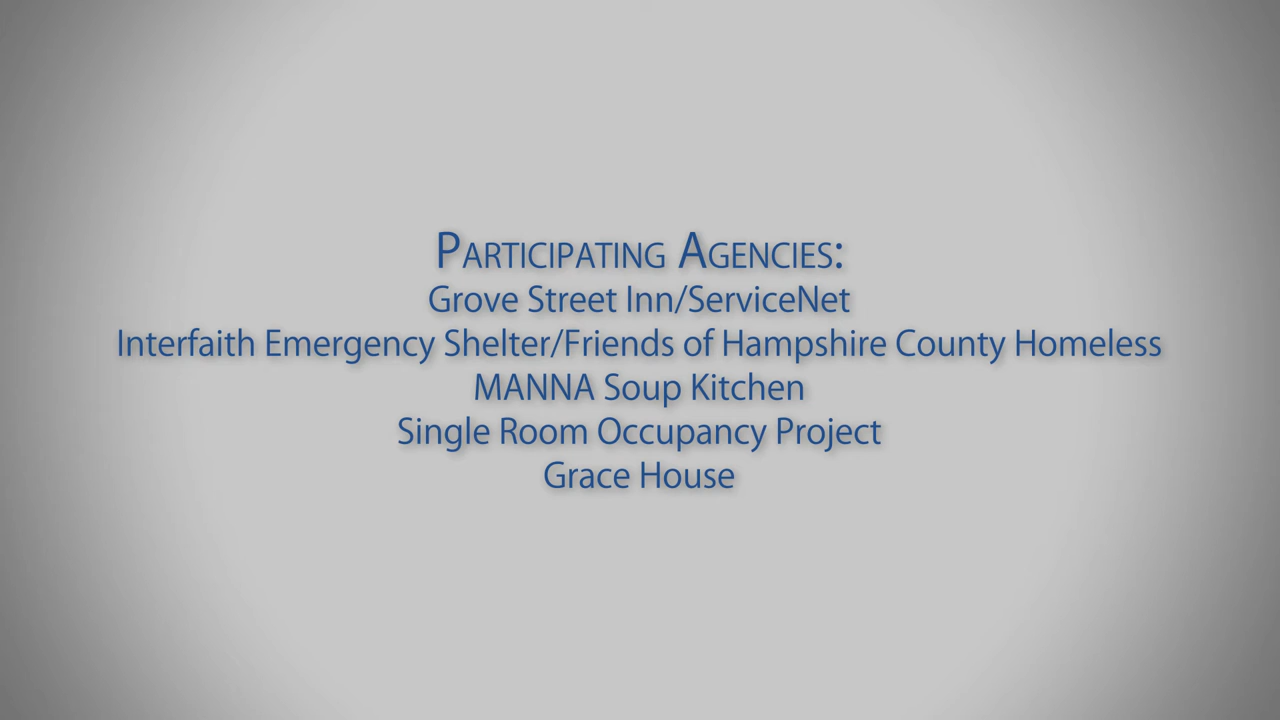 Participating Agencies:
Grove Street Inn/ServiceNet
Interfaith Emergency Shelter/Friends of Hampshire County Homeless
MANNA Soup Kitchen
Single Room Occupancy Project
Grace House